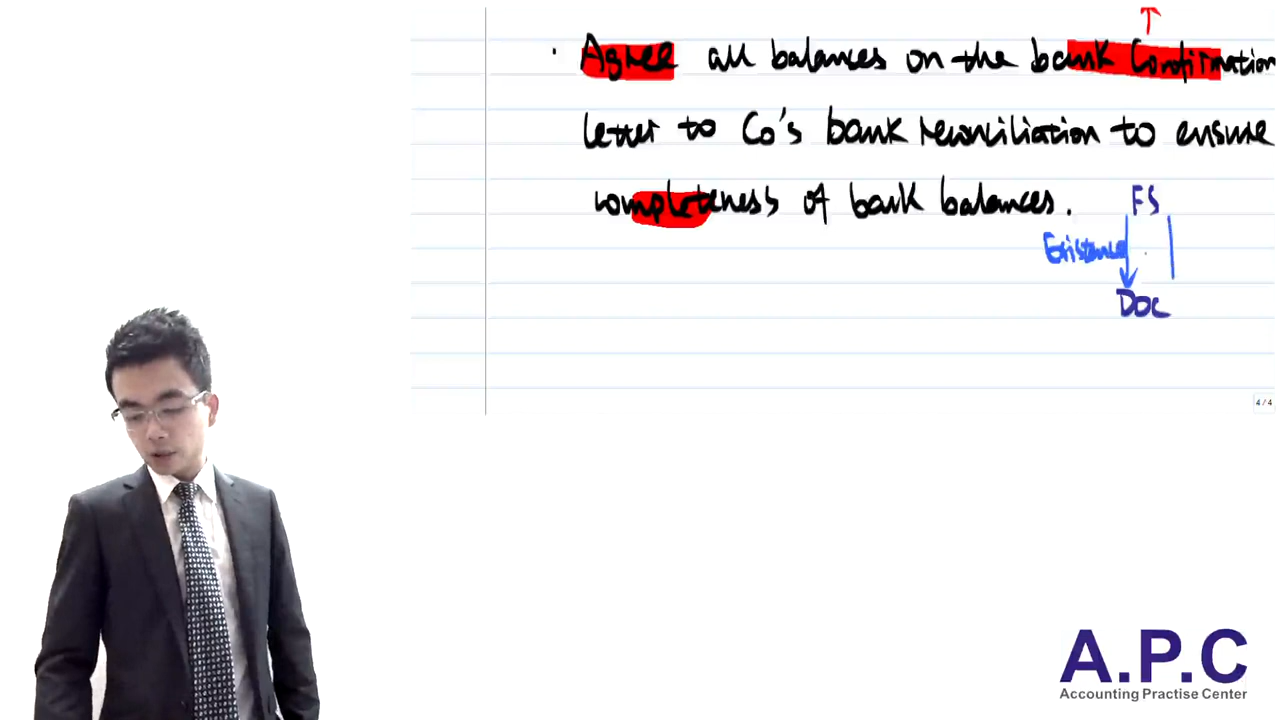 · Agree all balances on the bank Confirmation
letter to Co's bank reconciliation to ensure
completeness of bank balances.
FS
Existence
DOC
4/4
A.P.C
Accounting Practise Center